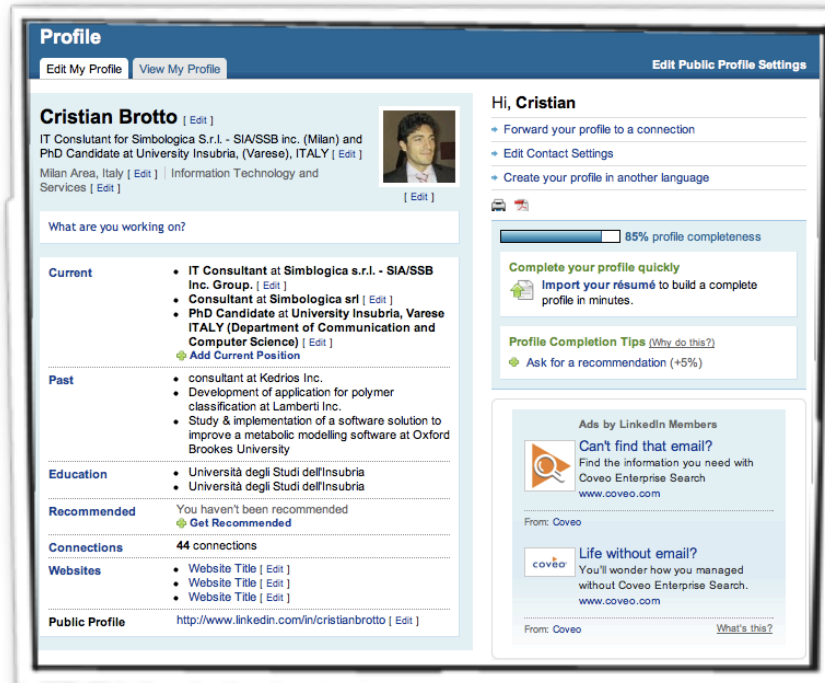 Profile
Edit My Profile
View My Profile
Edit Public Profile Settings
Cristian Brotto [ Edit ]
IT Conslutant for Simbologica S.r.l. - SIA/SSB inc. (Milan) and
PhD Candidate at University Insubria, (Varese), ITALY [ Edit ]
Milan Area, Italy [ Edit ] | Information Technology and
Services [ Edit ]
[ Edit ]
What are you working on?
Current
• IT Consultant at Simblogica s.r.l. - SIA/SSB
Inc. Group. [ Edit ]
• Consultant at Simbologica srl [ Edit ]
• PhD Candidate at University Insubria, Varese
ITALY (Department of Communication and
Computer Science) [ Edit ]
Add Current Position
Past
• consultant at Kedrios Inc.
• Development of application for polymer
classification at Lamberti Inc.
• Study & implementation of a software solution to
improve a metabolic modelling software at Oxford
Brookes University
Education
• Università degli Studi dell'Insubria
• Università degli Studi dell'Insubria
Recommended
You haven't been recommended
Get Recommended
Connections
44 connections
Websites
• Website Title [ Edit ]
• Website Title [ Edit ]
• Website Title [ Edit ]
Public Profile
http://www.linkedin.com/in/cristianbrotto [ Edit ]
Hi, Cristian
Forward your profile to a connection
Edit Contact Settings
Create your profile in another language
85% profile completeness
Complete your profile quickly
Import your résumé to build a complete
profile in minutes.
Profile Completion Tips (Why do this?)
Ask for a recommendation (+5%)
Ads by LinkedIn Members
Can't find that email?
Find the information you need with
Coveo Enterprise Search
www.coveo.com
From: Coveo
coveo
Life without email?
You'll wonder how you managed
without Coveo Enterprise Search.
www.coveo.com
From: Coveo
What's this?